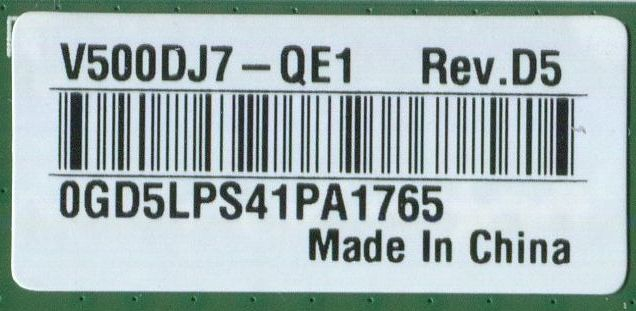 V500DJ7-QE1 Rev.D5
0GD5LPS41PA1765
Made In China